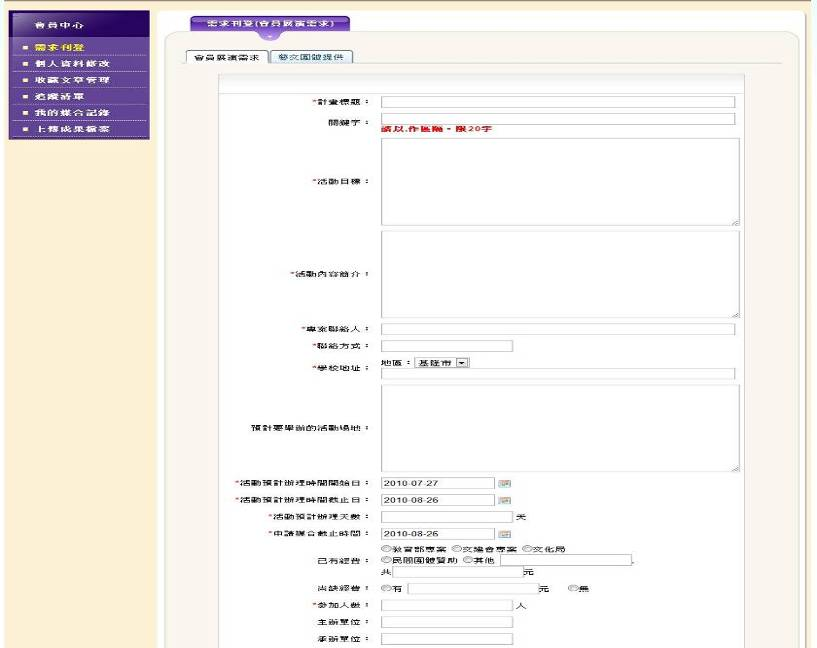 會員中心
需求刊登
個人資料修改
收藏文章管理
追蹤清單
我的媒合記錄
上傳成果檔案
需求刊登(會員展演需求)
會員展演需求
藝文團體提供
*計畫標題：
關鍵字：
請以,作區隔，限20字
*活動目標：
*活動內容簡介：
*專案聯絡人：
*聯絡方式：
*學校地址：
地區：基隆市
預計要舉辦的活動場地：
*活動預計辦理時間開始日：2010-07-27
*活動預計辦理時間截止日：2010-08-26
*活動預計辦理天數：天
*申請媒合截止時間：2010-08-26
已有經費：
教育部專案 文建會專案 文化局
民間團體贊助 其他 ,
共 元
尚缺經費：有 元 無
*參加人數：人
主辦單位：
承辦單位：